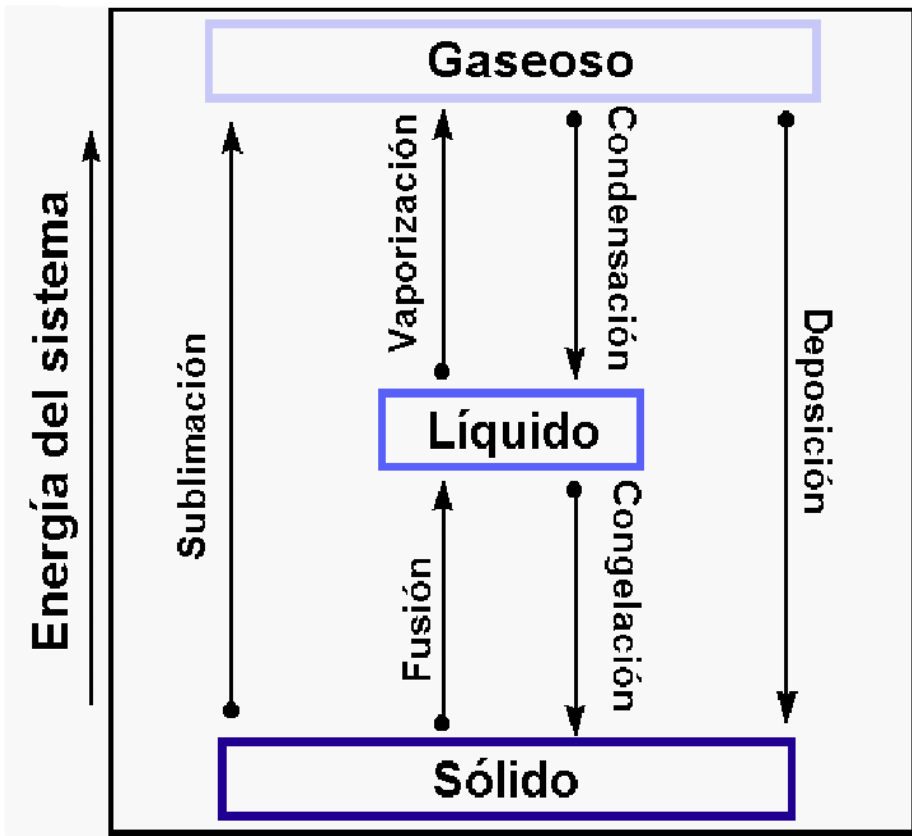 Gaseoso
Energía del sistema
Sublimación
Vaporización
Condensación
Deposición
Líquido
Fusión
Congelación
Sólido